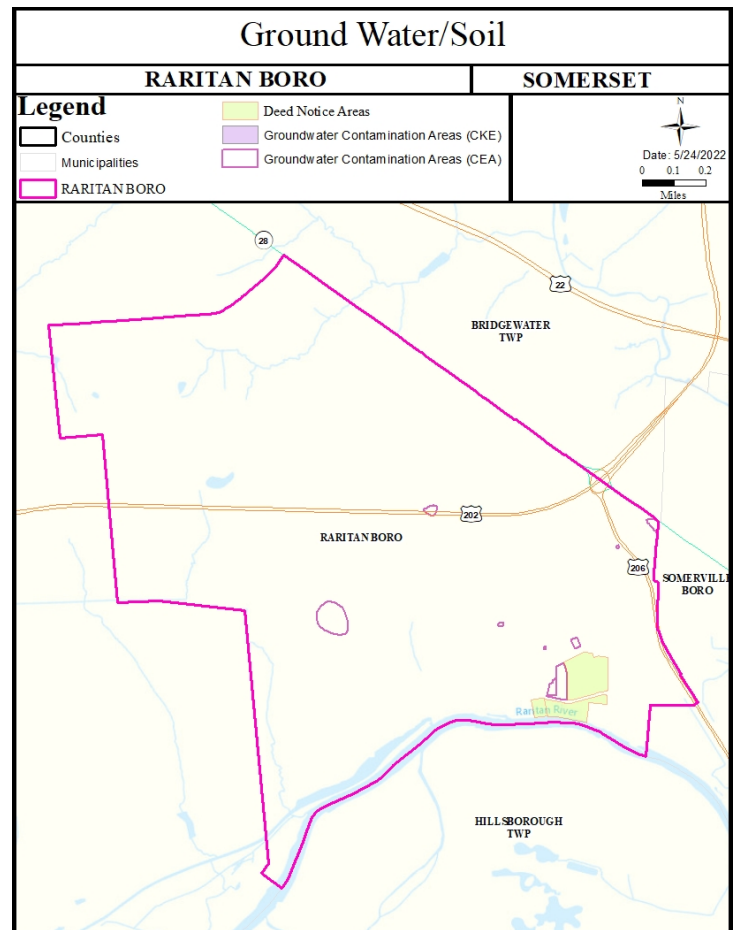 Ground Water/Soil
RARITAN BORO
SOMERSET
Legend
Counties
Municipalities
RARITAN BORO
Deed Notice Areas
Groundwater Contamination Areas (CKE)
Groundwater Contamination Areas (CEA)
N
Date: 5/24/2022
0 0.1 0.2
Miles
28
22
BRIDGEWATER
TWP
202
RARITAN BORO
206
SOMERVILLE
BORO
Raritan River
HILLSBOROUGH
TWP